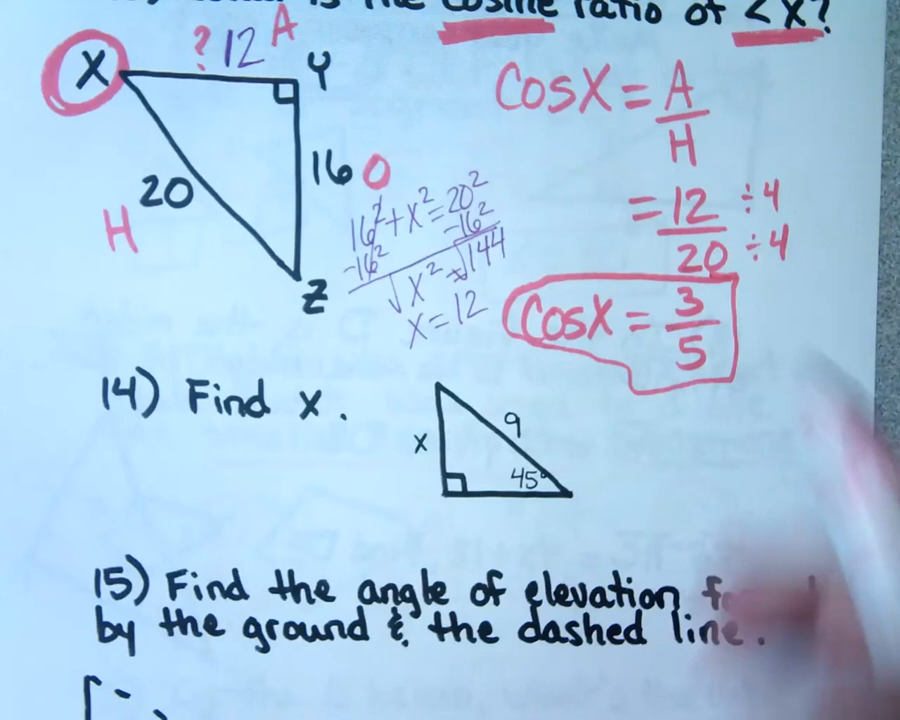 is the cosine ratio of < X?
X ? 12 A Y
20 H
16 O
Z
16² + x² = 20²
-16² -16²
√x² √144
x = 12
CosX = A/H
= 12 ÷4 / 20 ÷4
CosX = 3/5
14) Find x.
x 9 45°
15) Find the angle of elevation
by the ground & the dashed line.